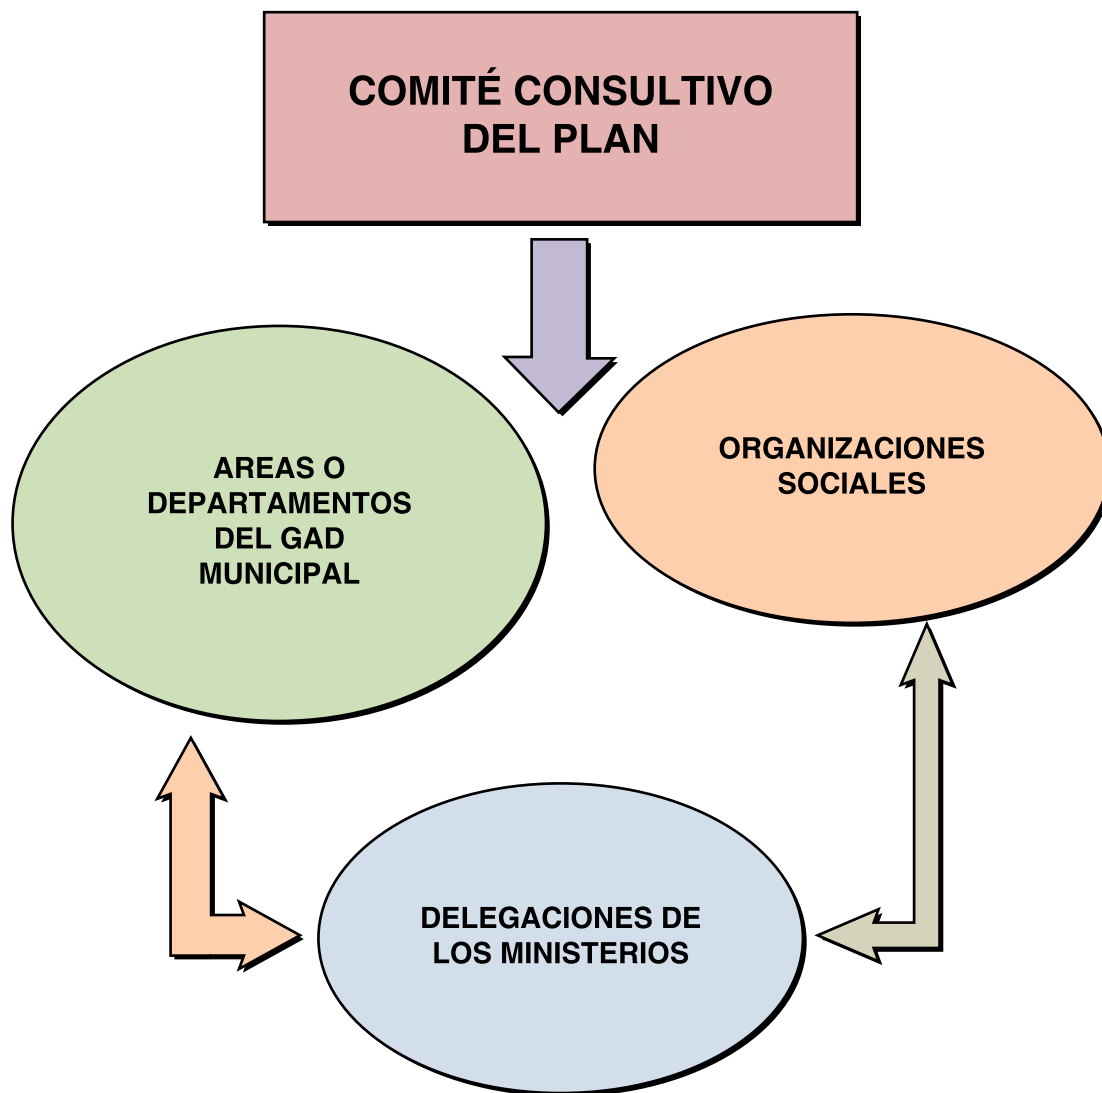 COMITÉ CONSULTIVO
DEL PLAN
AREAS O
DEPARTAMENTOS
DEL GAD
MUNICIPAL
ORGANIZACIONES
SOCIALES
DELEGACIONES DE
LOS MINISTERIOS